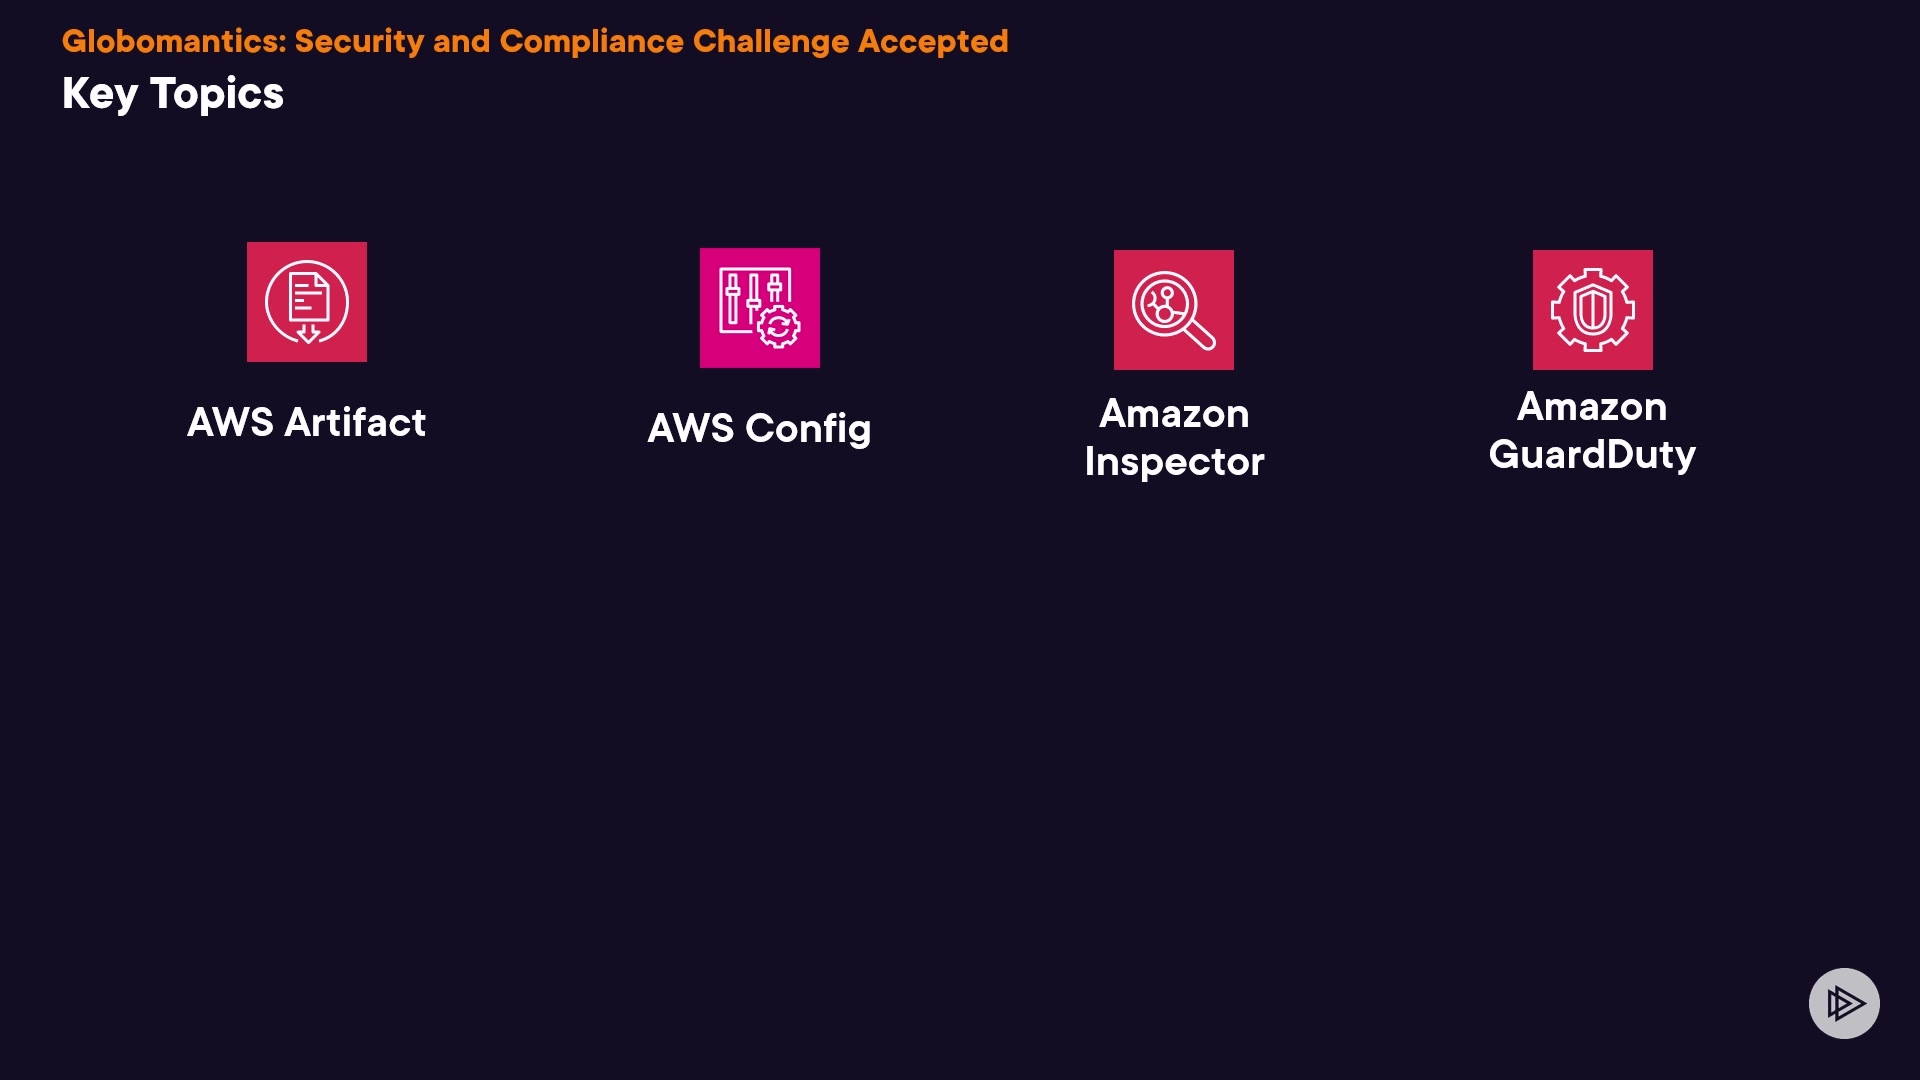 Globomantics: Security and Compliance Challenge Accepted
Key Topics
AWS Artifact
AWS Config
Amazon
Inspector
Amazon
GuardDuty